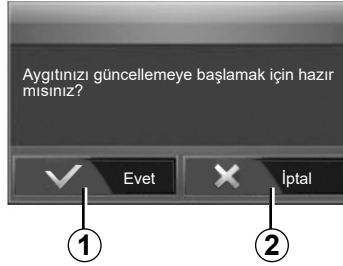 Aygıtınızı güncellemeye başlamak için hazır
mısınız?
Evet
İptal
1
2